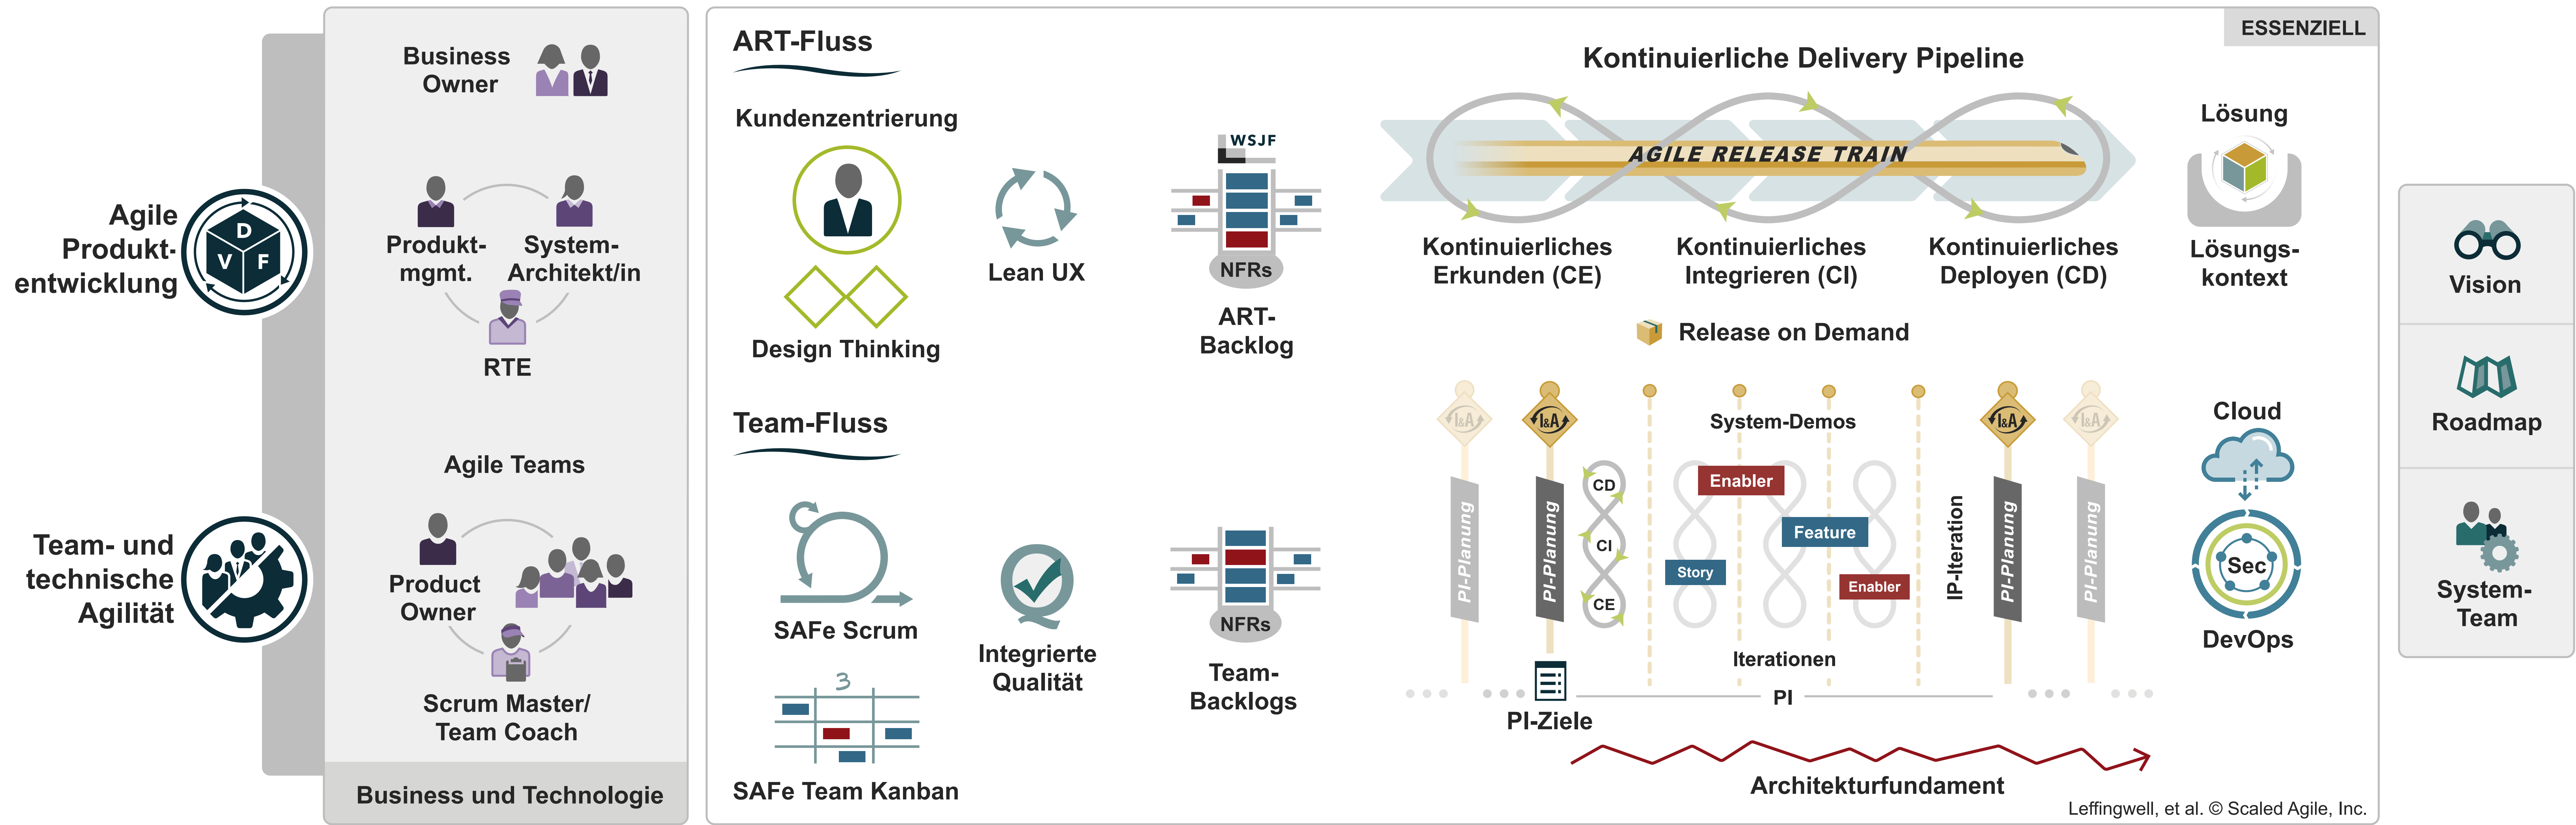 Agile
Produkt-
entwicklung
D
V
F
Team- und
technische
Agilität
Business
Owner
Produkt-
mgmt.
System-
Architekt/in
RTE
Agile Teams
Product
Owner
Scrum Master/
Team Coach
Business und Technologie
ESSENZIELL
ART-Fluss
Kundenzentrierung
Design Thinking
Lean UX
WSJF
NFRs
ART-
Backlog
Kontinuierliche Delivery Pipeline
AGILE RELEASE TRAIN
Kontinuierliches
Erkunden (CE)
Kontinuierliches
Integrieren (CI)
Kontinuierliches
Deployen (CD)
Release on Demand
Lösung
Lösungs-
kontext
Team-Fluss
SAFe Scrum
3
SAFe Team Kanban
Integrierte
Qualität
NFRs
Team-
Backlogs
I&A
I&A
I&A
I&A
System-Demos
PI-Planung
PI-Planung
CD
CI
CE
Enabler
Feature
Story
Enabler
IP-Iteration
PI-Planung
PI-Planung
Iterationen
PI
PI-Ziele
Architekturfundament
Cloud
Sec
DevOps
Leffingwell, et al. © Scaled Agile, Inc.
Vision
Roadmap
System-
Team